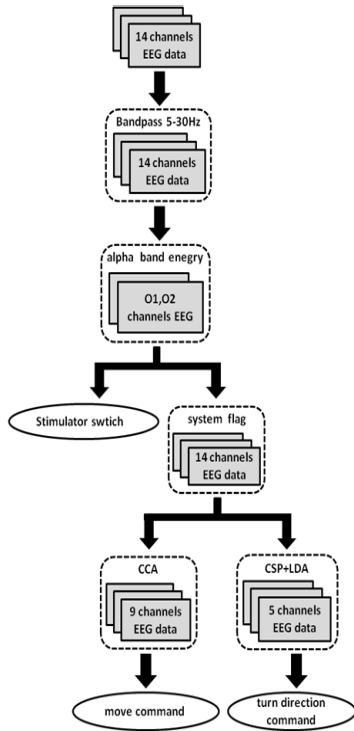 14 channels
EEG data
Bandpass 5-30Hz
14 channels
EEG data
alpha band enegry
O1,O2
channels EEG
Stimulator swtich
system flag
14 channels
EEG data
CCA
9 channels
EEG data
CSP+LDA
5 channels
EEG data
move command
turn direction
command